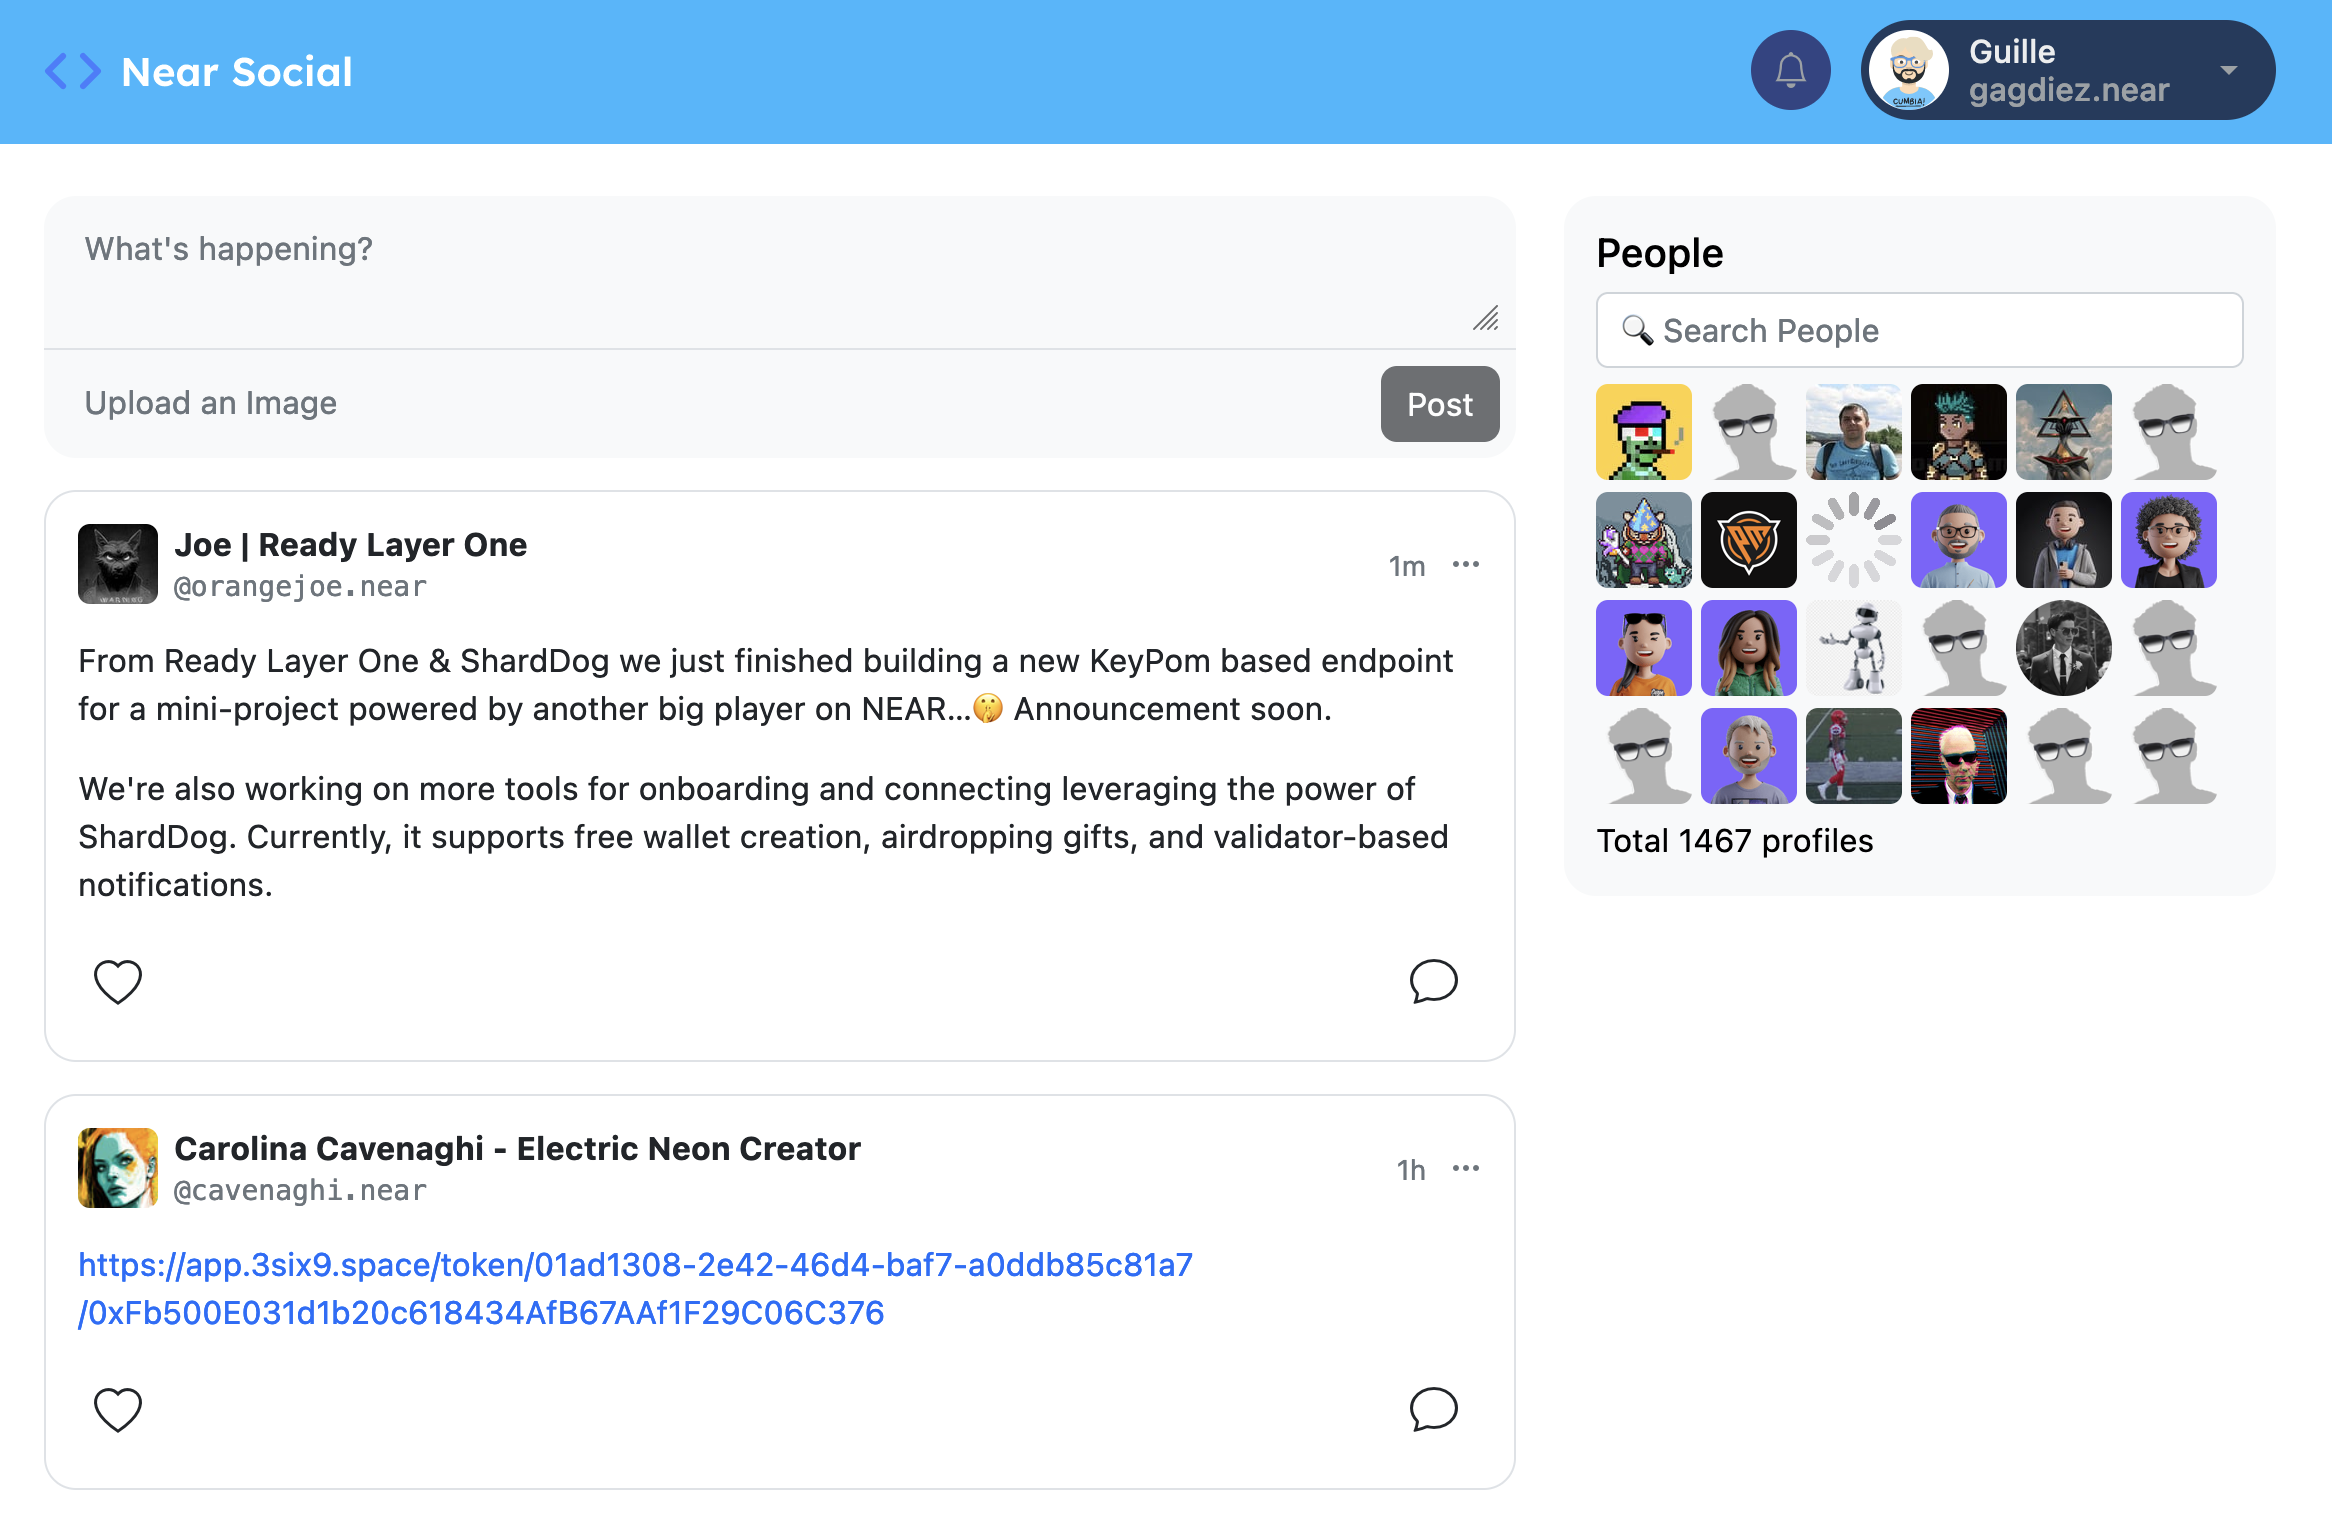 Near Social
Guille
gagdiez.near
CUMBIA!
What's happening?
Upload an Image
Post
Joe | Ready Layer One
@orangejoe.near
1m
From Ready Layer One & ShardDog we just finished building a new KeyPom based endpoint
for a mini-project powered by another big player on NEAR...🤫 Announcement soon.
We're also working on more tools for onboarding and connecting leveraging the power of
ShardDog. Currently, it supports free wallet creation, airdropping gifts, and validator-based
notifications.
Carolina Cavenaghi - Electric Neon Creator
@cavenaghi.near
1h
https://app.3six9.space/token/01ad1308-2e42-46d4-baf7-a0ddb85c81a7
/0xFb500E031d1b20c618434AfB67AAf1F29C06C376
People
🔍 Search People
Total 1467 profiles